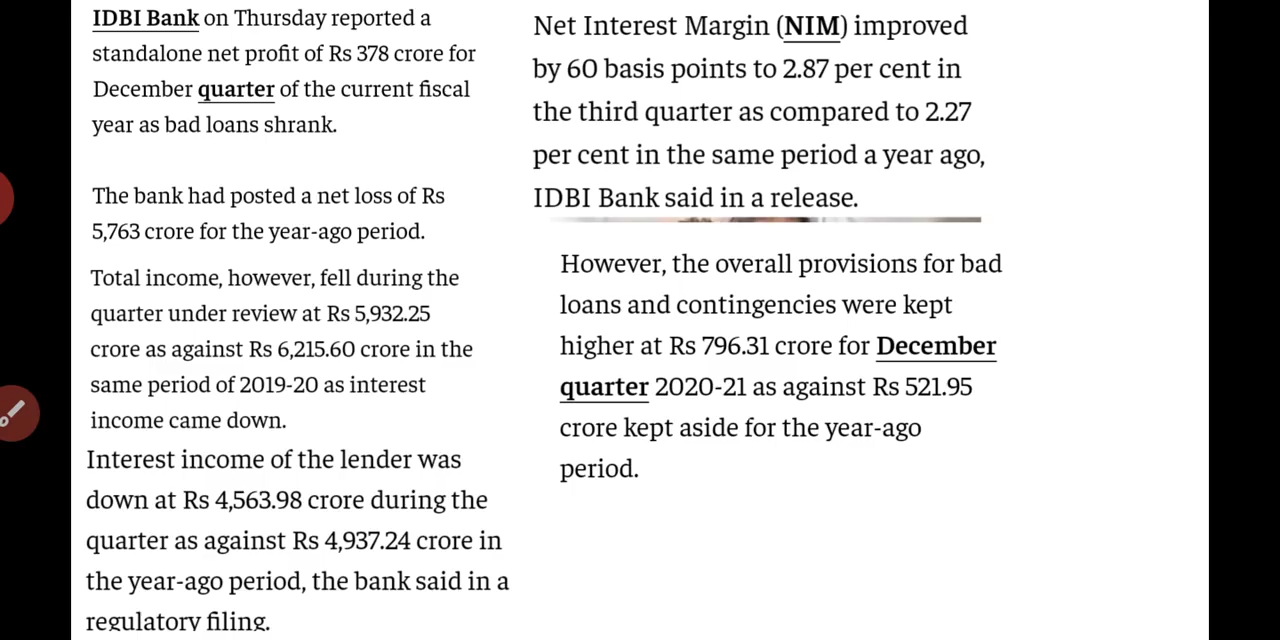 IDBI Bank on Thursday reported a
standalone net profit of Rs 378 crore for
December quarter of the current fiscal
year as bad loans shrank.
The bank had posted a net loss of Rs
5,763 crore for the year-ago period.
Total income, however, fell during the
quarter under review at Rs 5,932.25
crore as against Rs 6,215.60 crore in the
same period of 2019-20 as interest
income came down.
Interest income of the lender was
down at Rs 4,563.98 crore during the
quarter as against Rs 4,937.24 crore in
the year-ago period, the bank said in a
regulatory filing.
Net Interest Margin (NIM) improved
by 60 basis points to 2.87 per cent in
the third quarter as compared to 2.27
per cent in the same period a year ago,
IDBI Bank said in a release.
However, the overall provisions for bad
loans and contingencies were kept
higher at Rs 796.31 crore for December
quarter 2020-21 as against Rs 521.95
crore kept aside for the year-ago
period.